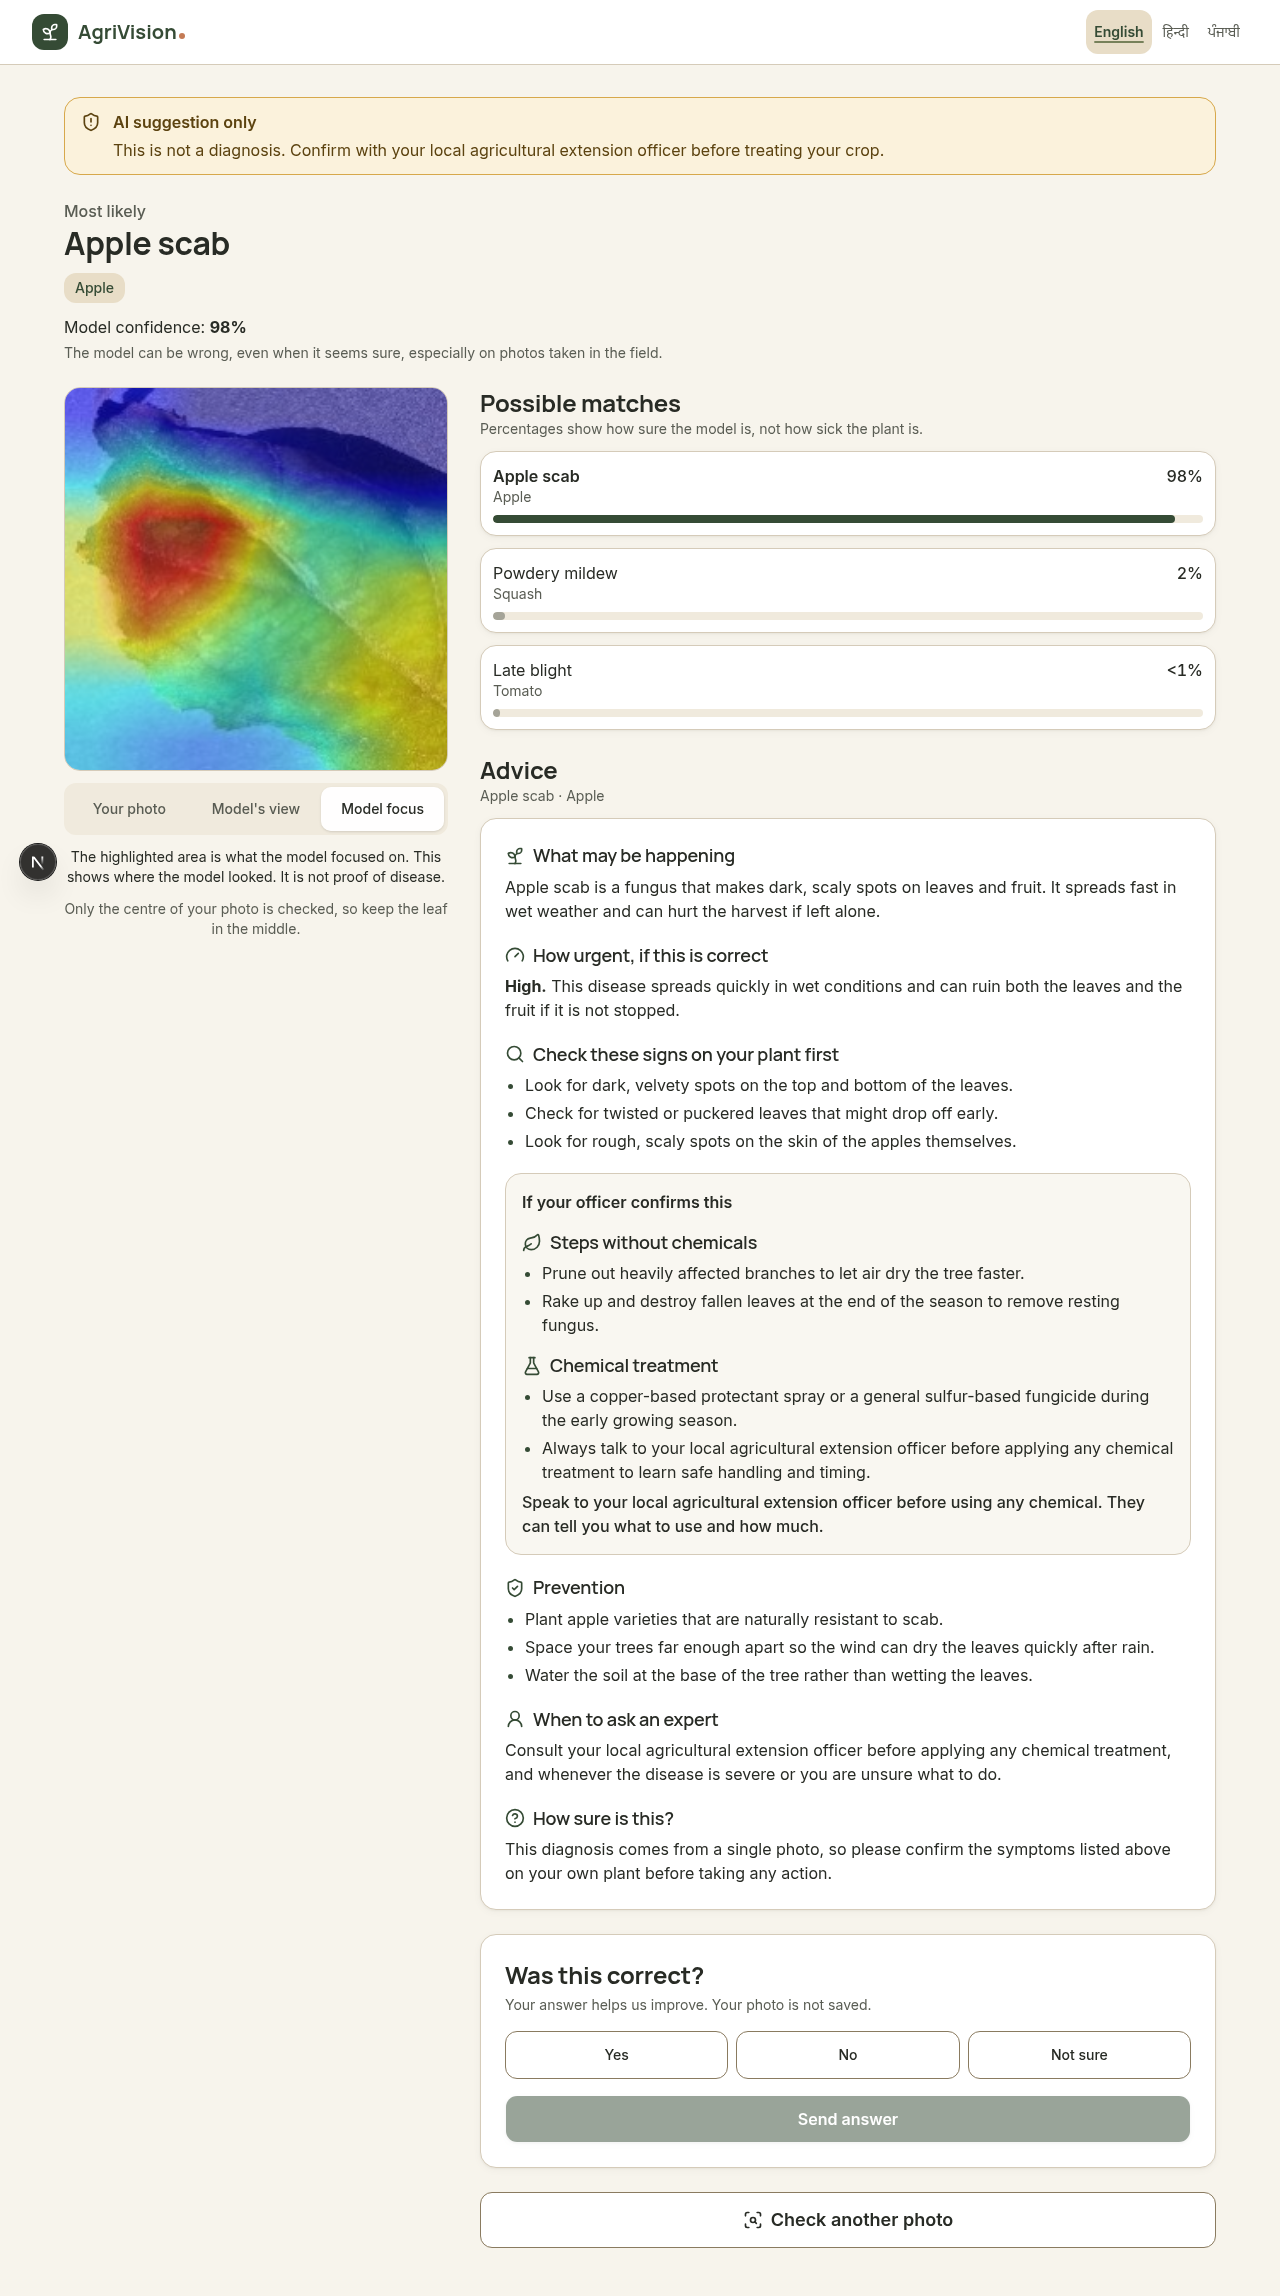 AgriVision
English हिन्दी ਪੰਜਾਬੀ
AI suggestion only
This is not a diagnosis. Confirm with your local agricultural extension officer before treating your crop.
Most likely
Apple scab
Apple
Model confidence: 98%
The model can be wrong, even when it seems sure, especially on photos taken in the field.
Your photo Model's view Model focus
N
The highlighted area is what the model focused on. This
shows where the model looked. It is not proof of disease.
Only the centre of your photo is checked, so keep the leaf
in the middle.
Possible matches
Percentages show how sure the model is, not how sick the plant is.
Apple scab 98%
Apple
Powdery mildew 2%
Squash
Late blight <1%
Tomato
Advice
Apple scab · Apple
What may be happening
Apple scab is a fungus that makes dark, scaly spots on leaves and fruit. It spreads fast in
wet weather and can hurt the harvest if left alone.
How urgent, if this is correct
High. This disease spreads quickly in wet conditions and can ruin both the leaves and the
fruit if it is not stopped.
Check these signs on your plant first
• Look for dark, velvety spots on the top and bottom of the leaves.
• Check for twisted or puckered leaves that might drop off early.
• Look for rough, scaly spots on the skin of the apples themselves.
If your officer confirms this
Steps without chemicals
• Prune out heavily affected branches to let air dry the tree faster.
• Rake up and destroy fallen leaves at the end of the season to remove resting
fungus.
Chemical treatment
• Use a copper-based protectant spray or a general sulfur-based fungicide during
the early growing season.
• Always talk to your local agricultural extension officer before applying any chemical
treatment to learn safe handling and timing.
Speak to your local agricultural extension officer before using any chemical. They
can tell you what to use and how much.
Prevention
• Plant apple varieties that are naturally resistant to scab.
• Space your trees far enough apart so the wind can dry the leaves quickly after rain.
• Water the soil at the base of the tree rather than wetting the leaves.
When to ask an expert
Consult your local agricultural extension officer before applying any chemical treatment,
and whenever the disease is severe or you are unsure what to do.
How sure is this?
This diagnosis comes from a single photo, so please confirm the symptoms listed above
on your own plant before taking any action.
Was this correct?
Your answer helps us improve. Your photo is not saved.
Yes No Not sure
Send answer
Check another photo